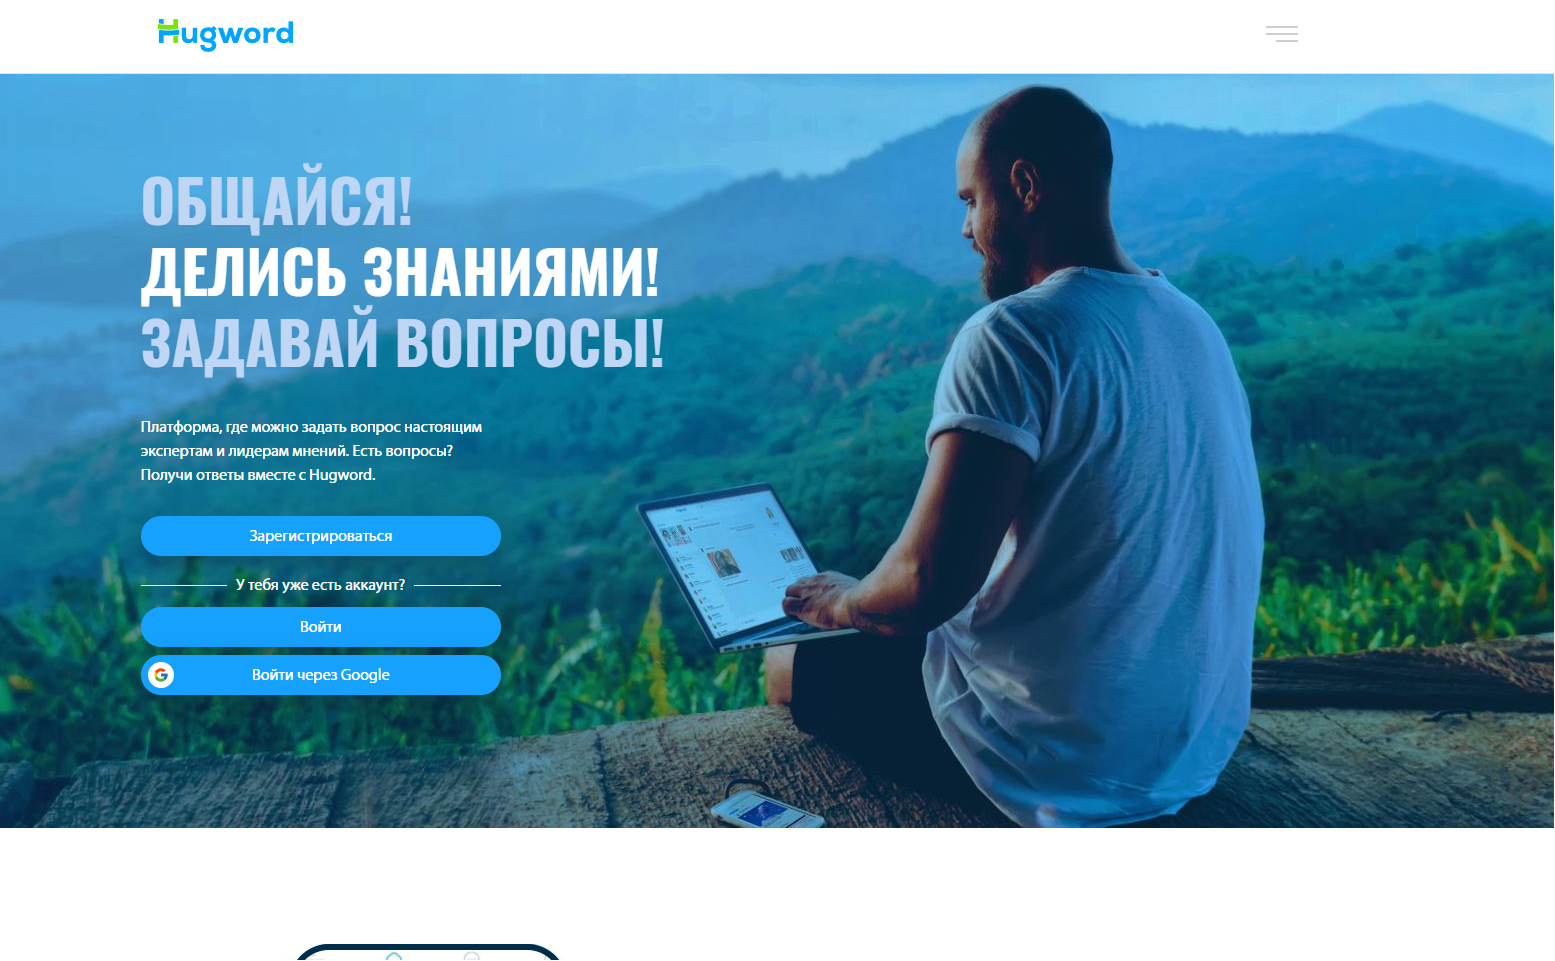 Hugword
ОБЩАЙСЯ!
ДЕЛИСЬ ЗНАНИЯМИ!
ЗАДАВАЙ ВОПРОСЫ!
Платформа, где можно задать вопрос настоящим
экспертам и лидерам мнений. Есть вопросы?
Получи ответы вместе с Hugword.
Зарегистрироваться
У тебя уже есть аккаунт?
Войти
Войти через Google